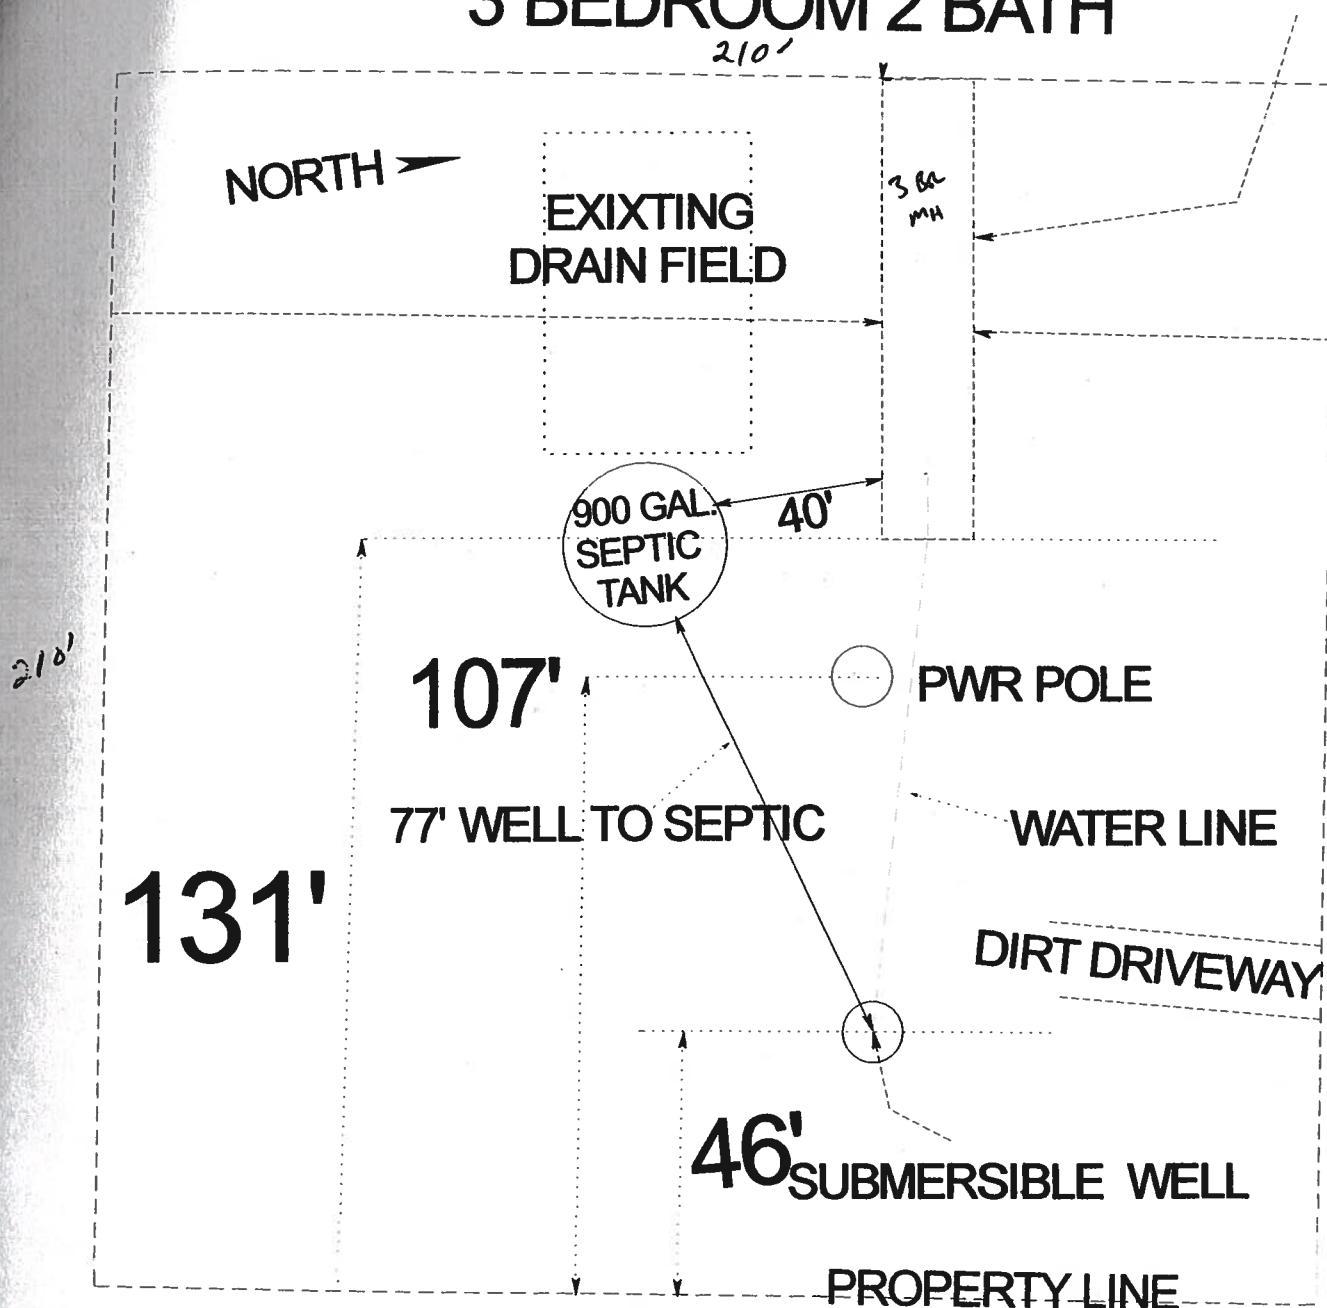 3 BEDROOM 2 BATH
210'
NORTH
3 BR
MH
EXIXTING
DRAIN FIELD
900 GAL.
SEPTIC
TANK
40'
210'
107'
PWR POLE
77' WELL TO SEPTIC
WATER LINE
131'
DIRT DRIVEWAY
46'
SUBMERSIBLE WELL
PROPERTY LINE